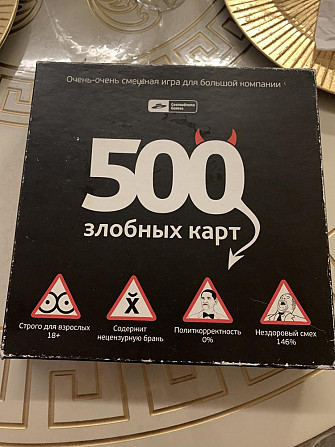 Очень-очень смешная игра для большой компании
Cosmodrome
Games
500
злобных карт
Х̌
Строго для взрослых
18+
Содержит
нецензурную брань
Политкорректность
0%
Нездоровый смех
146%